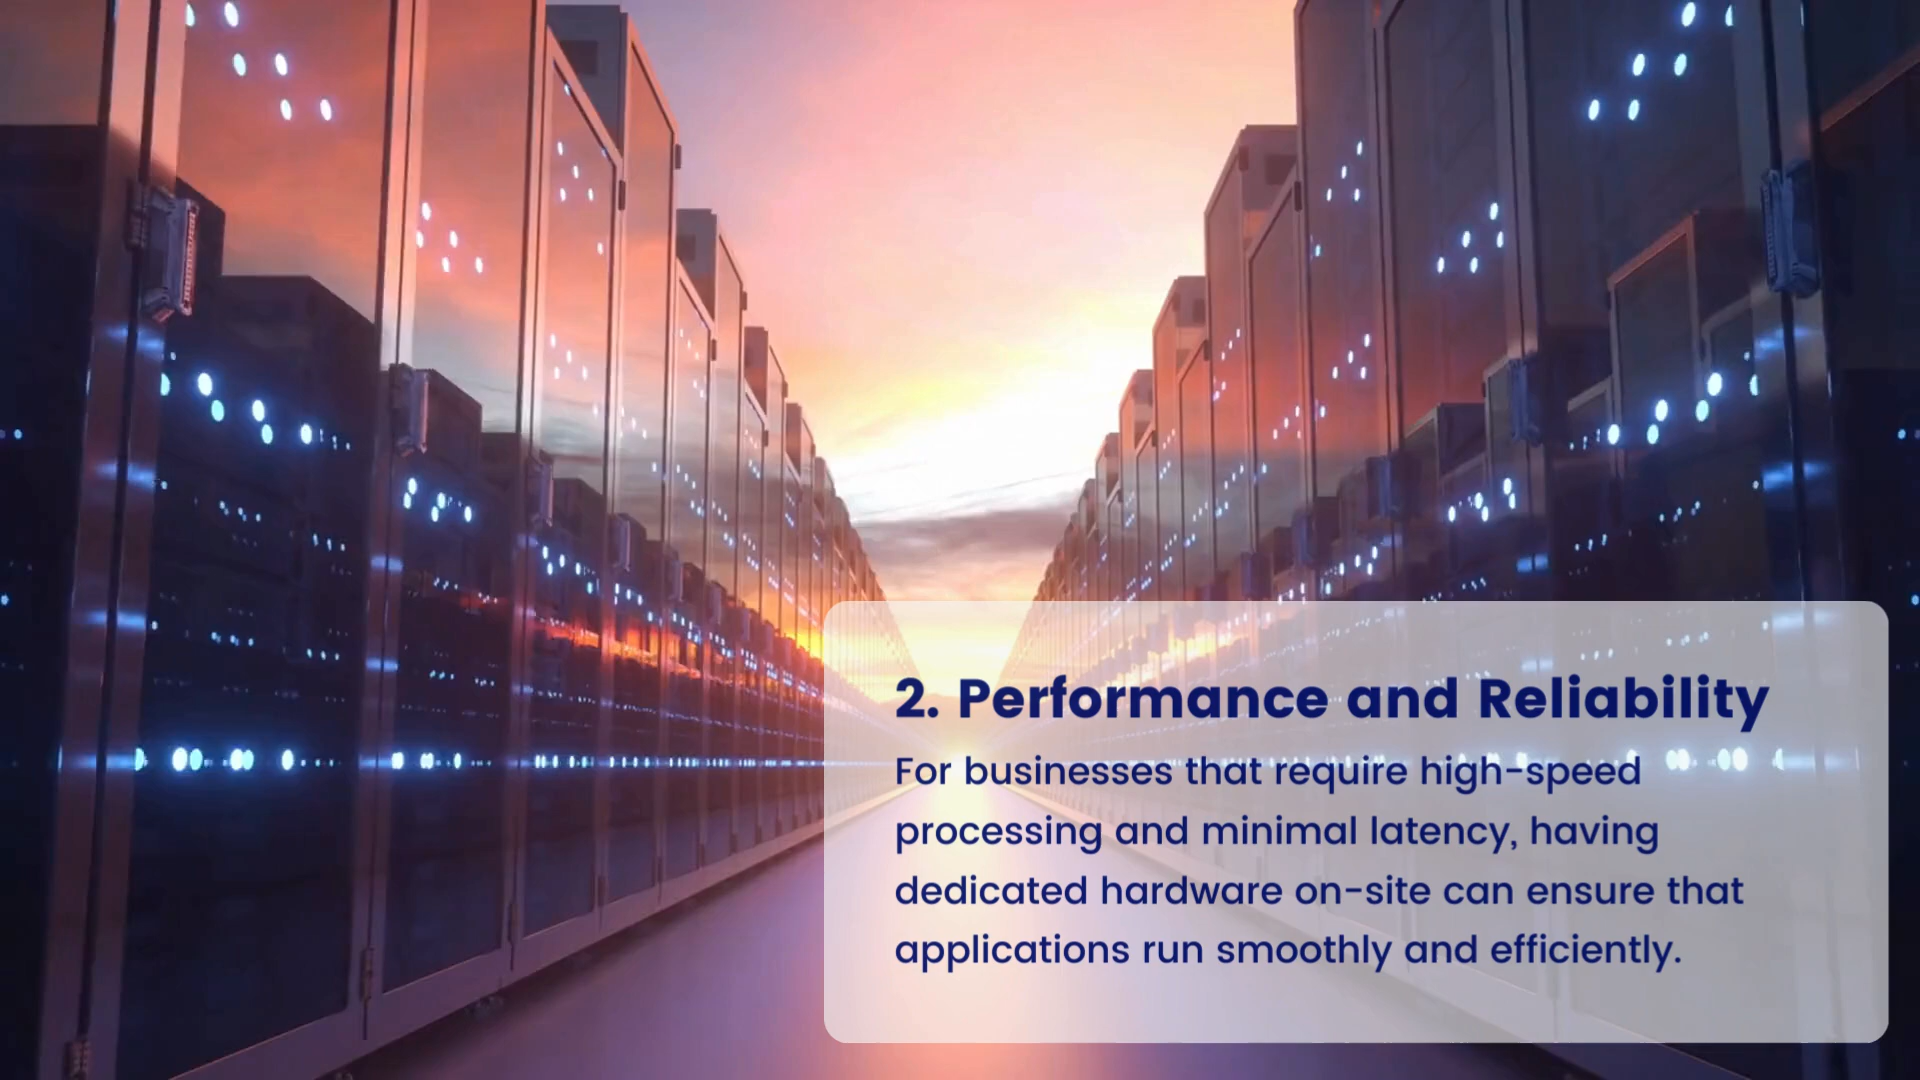 2. Performance and Reliability
For businesses that require high-speed
processing and minimal latency, having
dedicated hardware on-site can ensure that
applications run smoothly and efficiently.